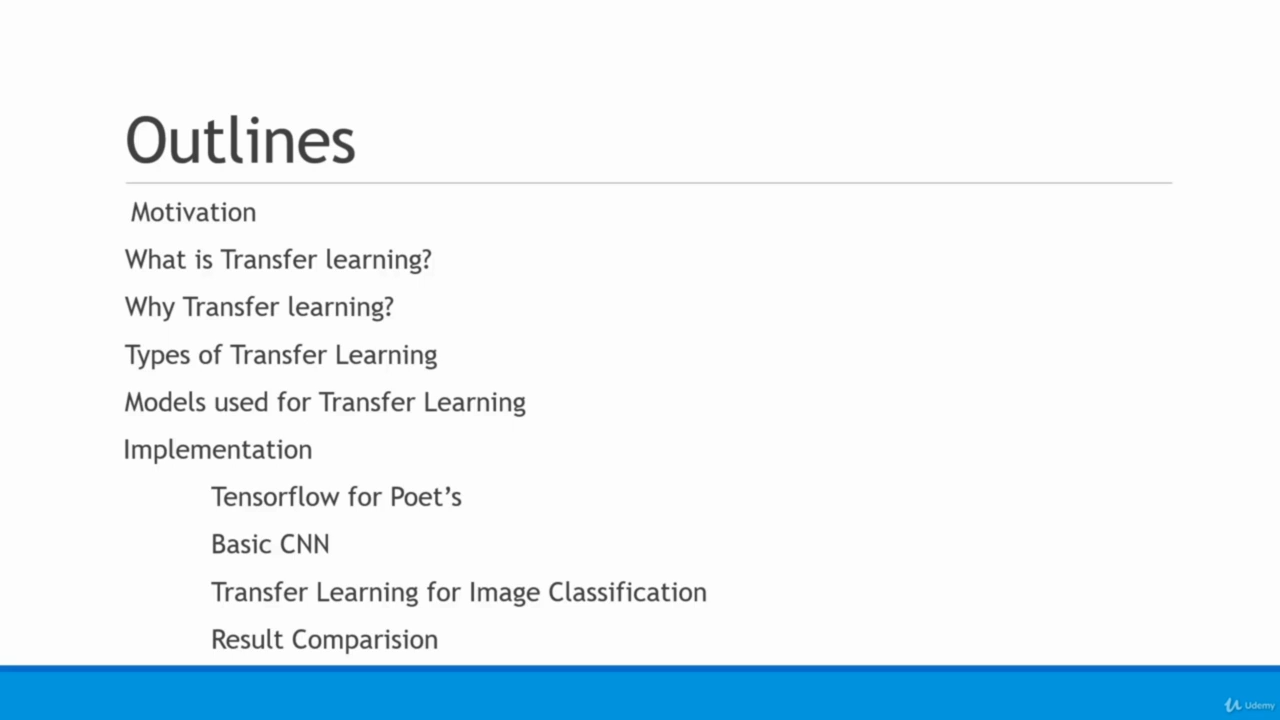 Outlines
Motivation
What is Transfer learning?
Why Transfer learning?
Types of Transfer Learning
Models used for Transfer Learning
Implementation
Tensorflow for Poet’s
Basic CNN
Transfer Learning for Image Classification
Result Comparision
Udemy